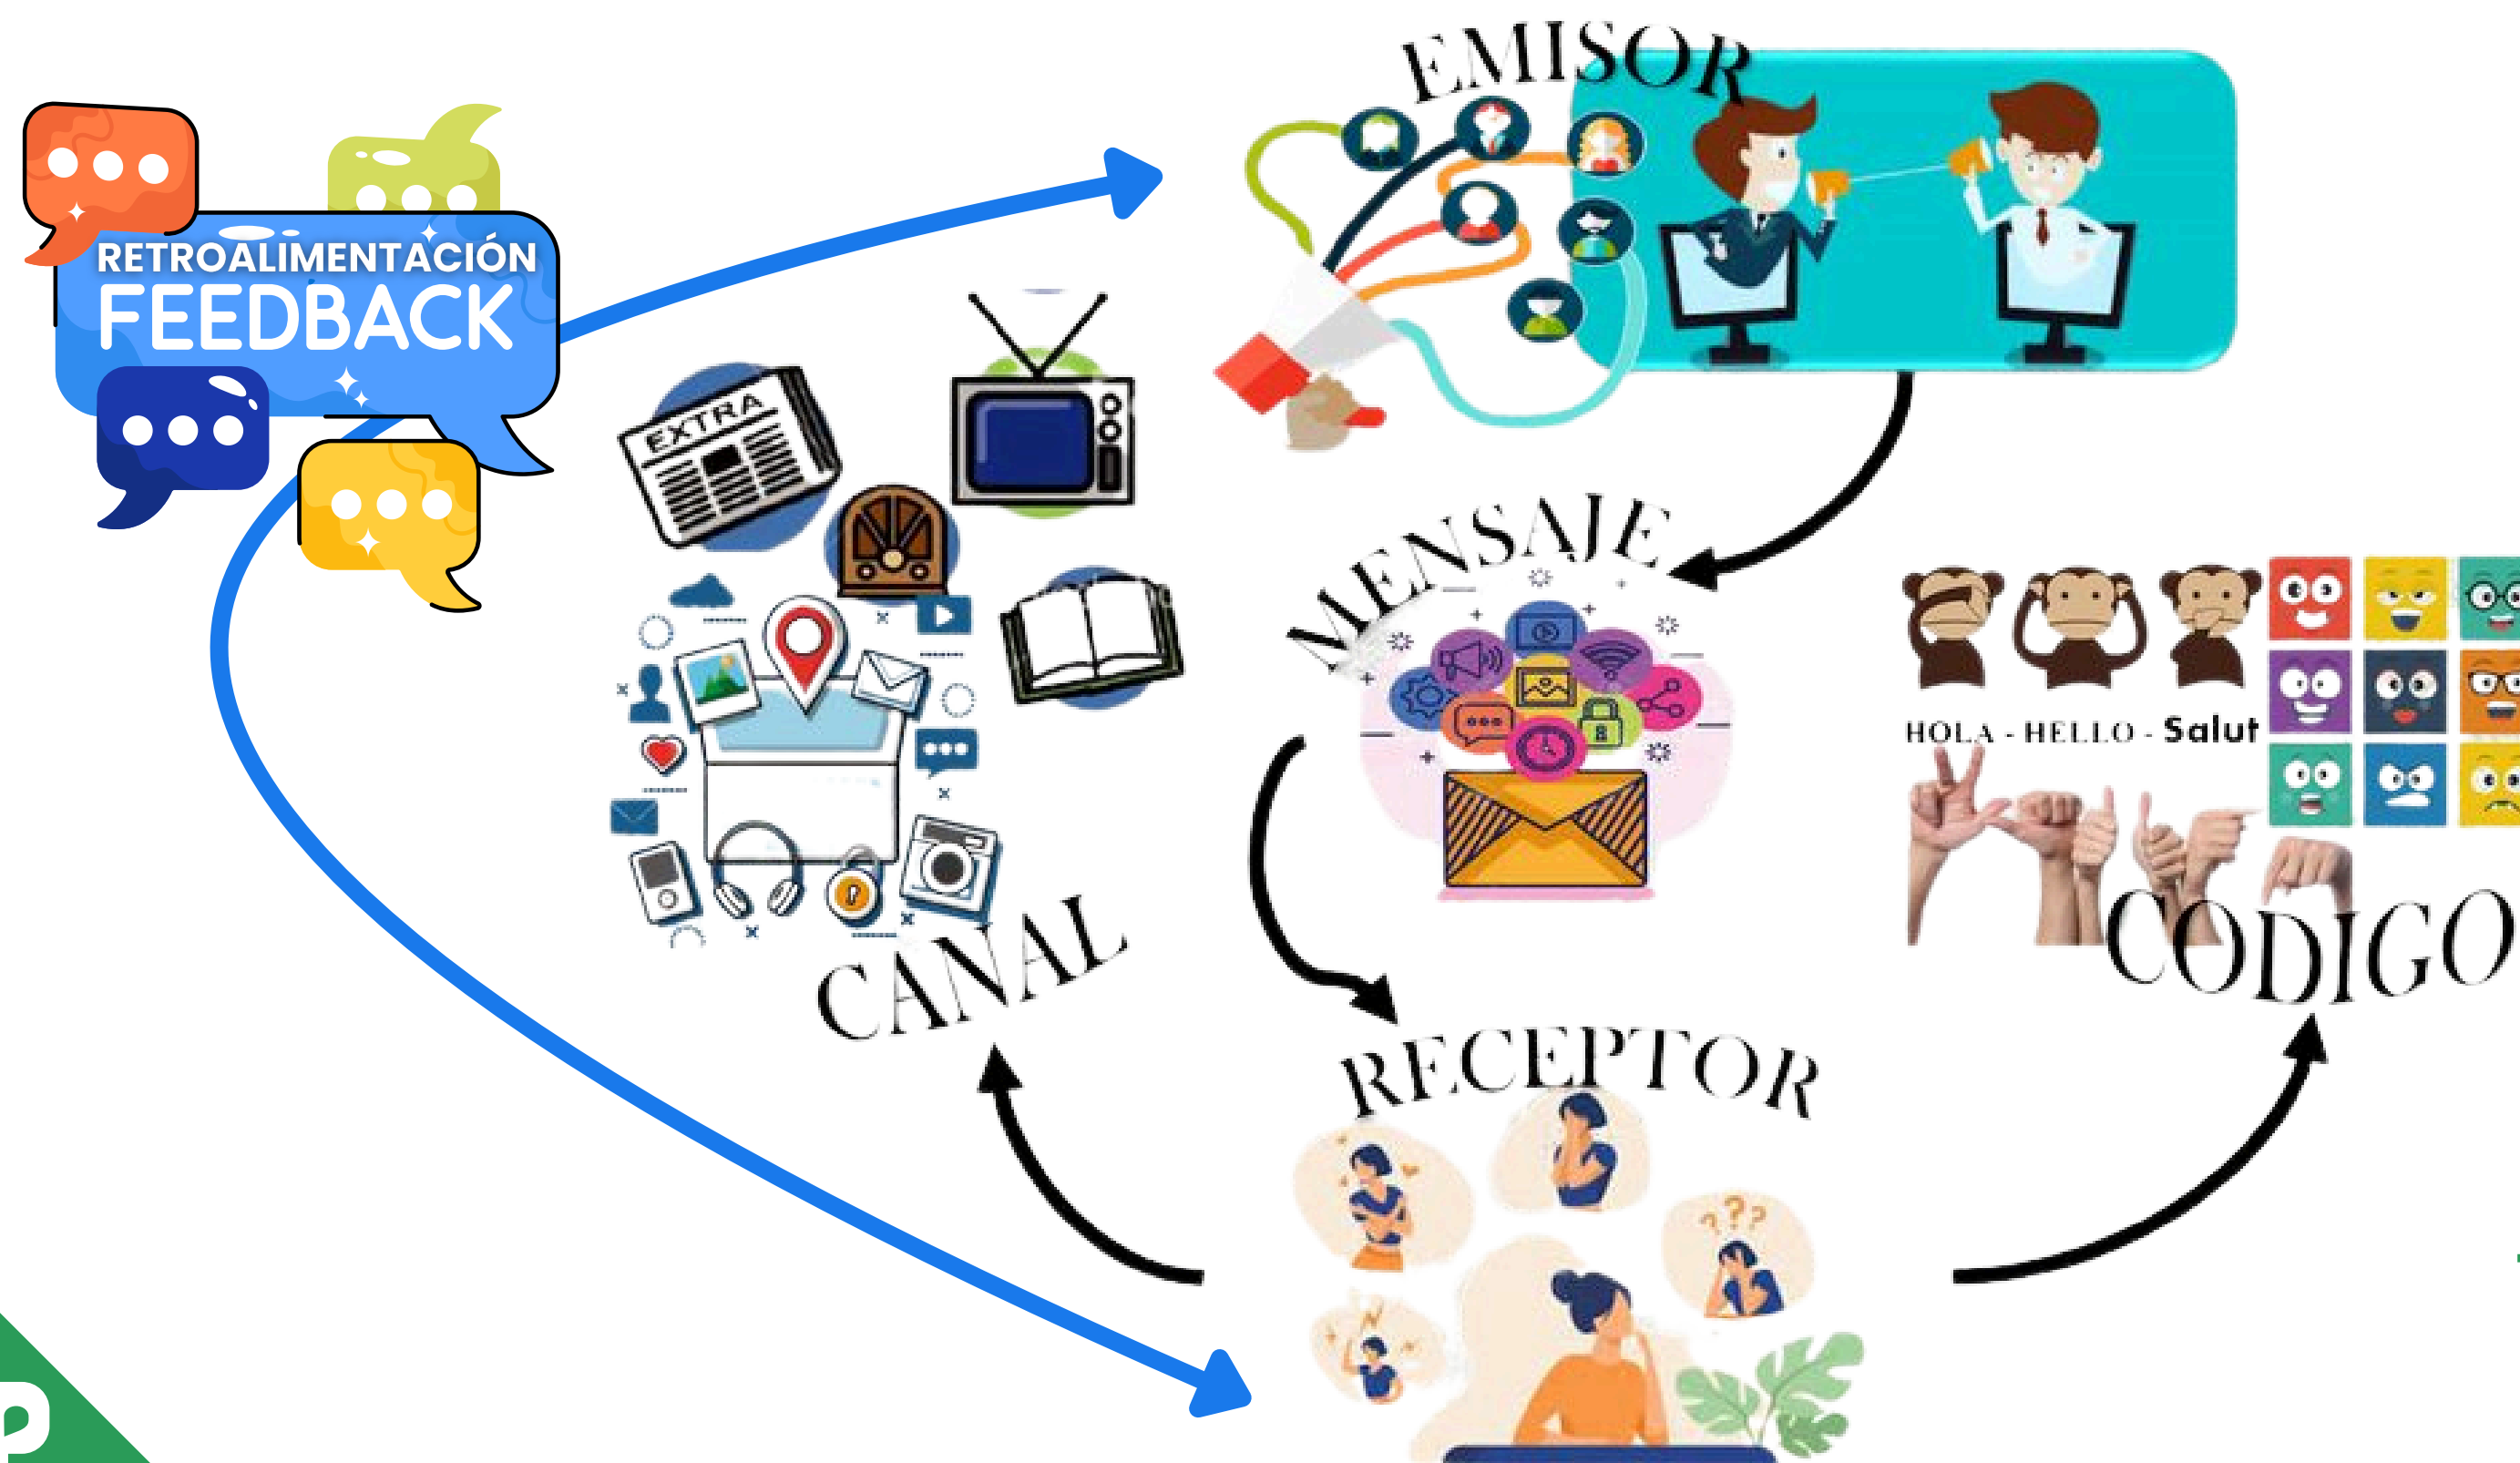 EMISOR
RETROALIMENTACIÓN
FEEDBACK
EXTRA
MENSAJE
HOLA - HELLO - Salut
CODIGO
CANAL
RECEPTOR
???
P